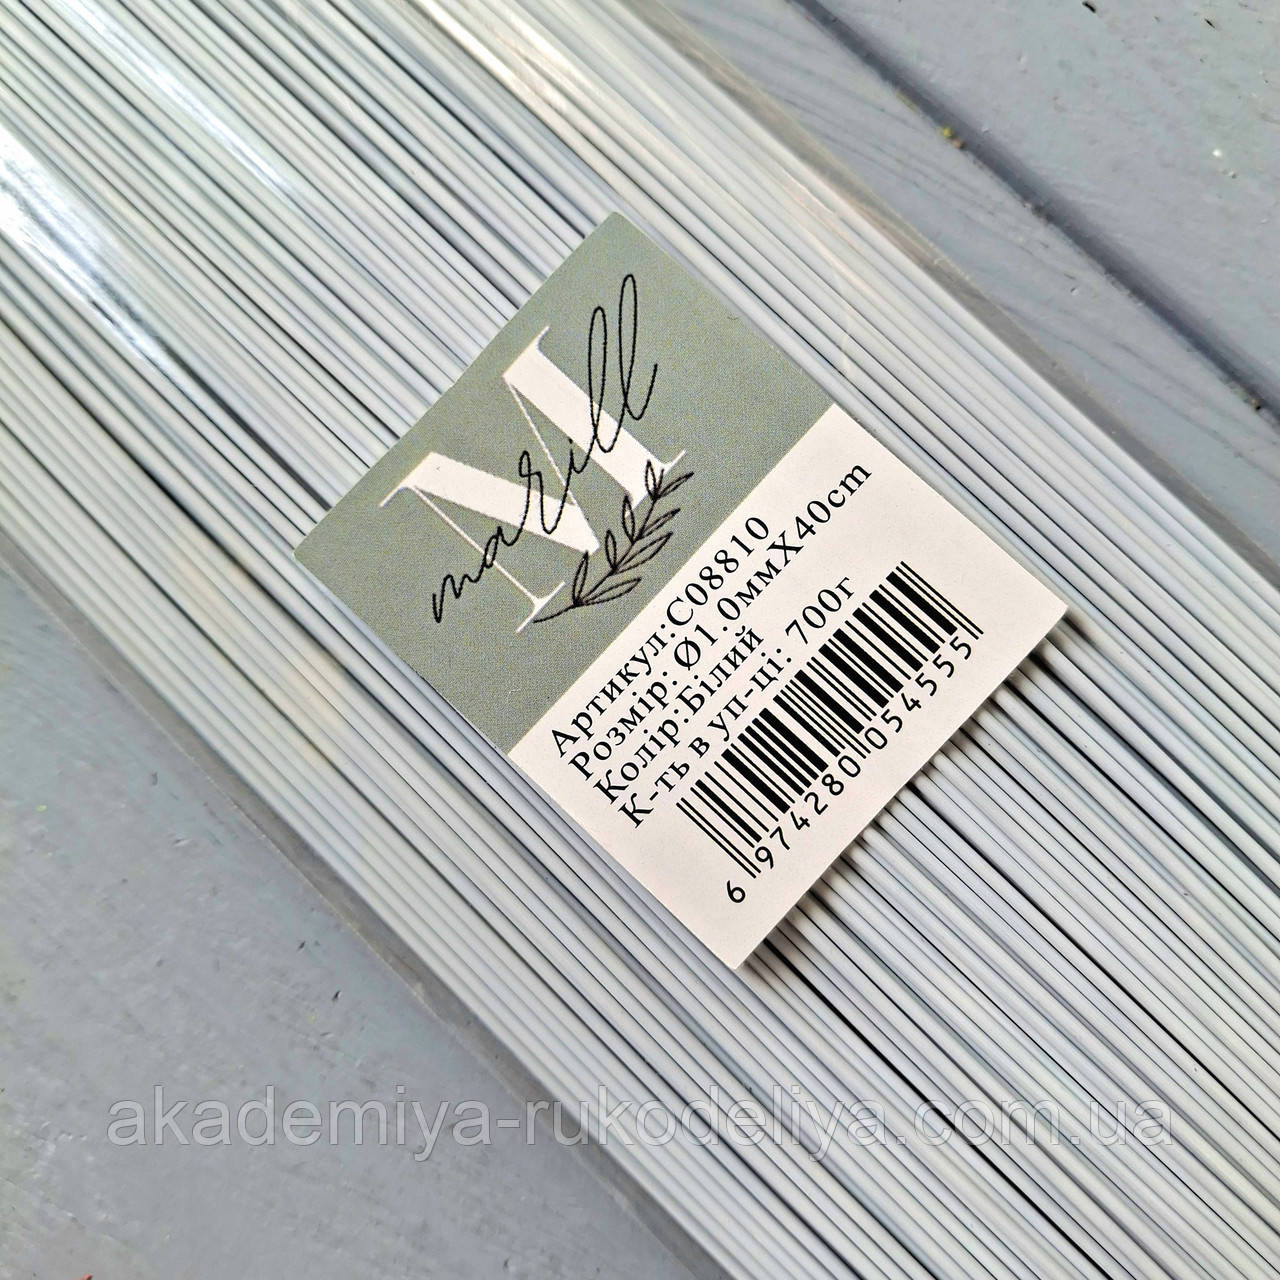 M
marill
Артикул:C08810
Розмір: Ø1.0ммX40cm
Колір:Білий
К-ть в уп-ці: 700г
6 974280 054555
akademiya-rukodeliya.com.ua